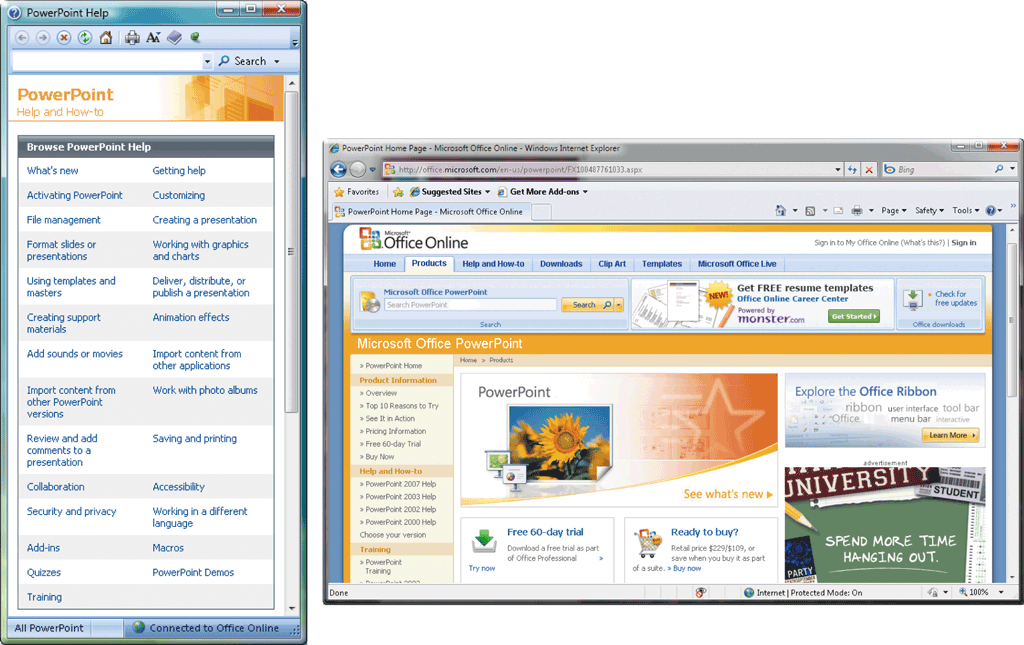 PowerPoint Help
Search
PowerPoint
Help and How-to
Browse PowerPoint Help
What's new
Getting help
Activating PowerPoint
Customizing
File management
Creating a presentation
Format slides or
presentations
Working with graphics
and charts
Using templates and
masters
Deliver, distribute, or
publish a presentation
Creating support
materials
Animation effects
Add sounds or movies
Import content from
other applications
Import content from
other PowerPoint
versions
Work with photo albums
Review and add
comments to a
presentation
Saving and printing
Collaboration
Accessibility
Security and privacy
Working in a different
language
Add-ins
Macros
Quizzes
PowerPoint Demos
Training
All PowerPoint
Connected to Office Online
PowerPoint Home Page - Microsoft Office Online - Windows Internet Explorer
http://office.microsoft.com/en-us/powerpoint/FX100487761033.aspx
Bing
Favorites
Suggested Sites
Get More Add-ons
PowerPoint Home Page - Microsoft Office Online
Page
Safety
Tools
Microsoft
Office Online
Sign in to My Office Online (What's this?) | Sign in
Home
Products
Help and How-to
Downloads
Clip Art
Templates
Microsoft Office Live
Microsoft Office PowerPoint
Search PowerPoint
Search
Search
NEW!
Get FREE resume templates
Office Online Career Center
Powered by
monster.com
Get Started
Check for
free updates
Office downloads
Microsoft Office PowerPoint
» PowerPoint Home
Product Information
» Overview
» Top 10 Reasons to Try
» See It in Action
» Pricing Information
» Free 60-day Trial
» Buy Now
Help and How-to
» PowerPoint 2007 Help
» PowerPoint 2003 Help
» PowerPoint 2002 Help
» PowerPoint 2000 Help
Choose your version
Training
» PowerPoint
Training
Home > Products
PowerPoint
See what's new
Free 60-day trial
Download a free trial as part
of Office Professional »
Try now
Ready to buy?
Retail price $229/$109, or
save when you buy it as part
of a suite. » Buy now
Explore the Office Ribbon
ribbon user interface tool bar
Office menu bar interactive
Learn More
advertisement
UNIVERSITY
STUDENT
SPEND MORE TIME
HANGING OUT.
PARTY
Done
Internet | Protected Mode: On
100%